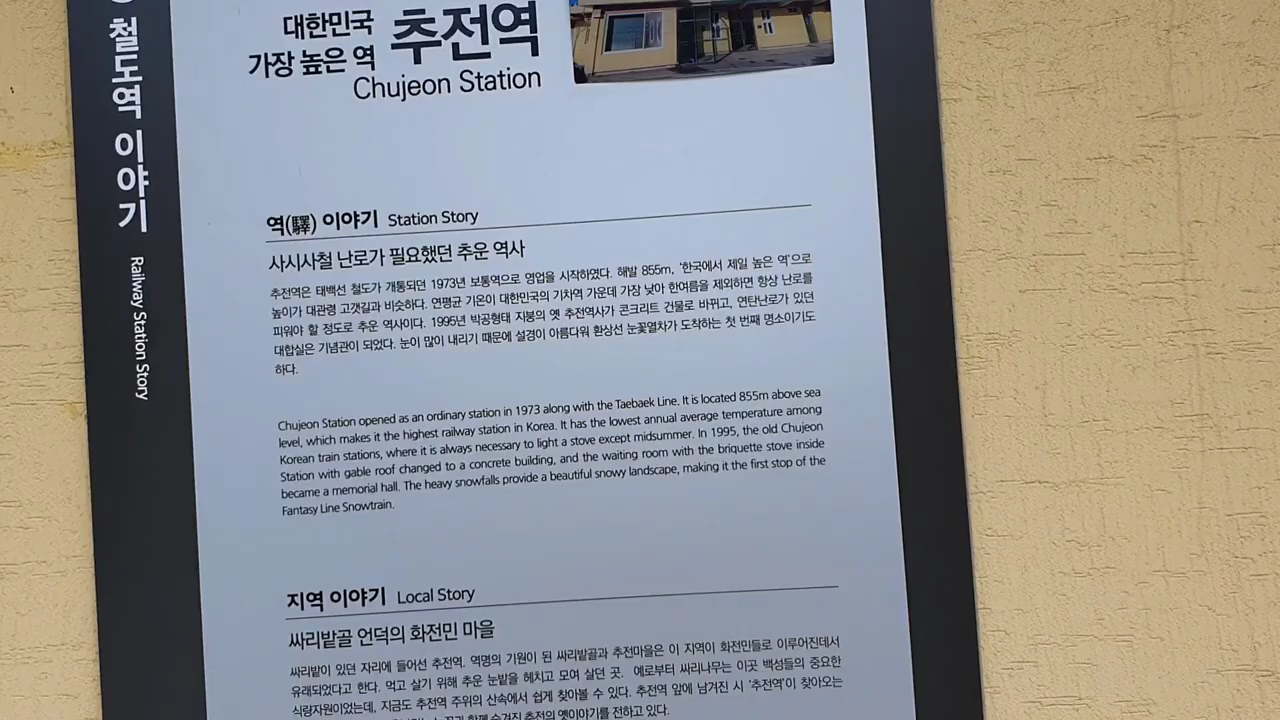 철도역 이야기 Railway Station Story
대한민국
가장 높은 역 추전역
Chujeon Station
역(驛) 이야기 Station Story
사시사철 난로가 필요했던 추운 역사
추전역은 태백선 철도가 개통되던 1973년 보통역으로 영업을 시작하였다. 해발 855m, '한국에서 제일 높은 역'으로
높이가 대관령 고갯길과 비슷하다. 연평균 기온이 대한민국의 기차역 가운데 가장 낮아 한여름을 제외하면 항상 난로를
피워야 할 정도로 추운 역사이다. 1995년 박공형태 지붕의 옛 추전역사가 콘크리트 건물로 바뀌고, 연탄난로가 있던
대합실은 기념관이 되었다. 눈이 많이 내리기 때문에 설경이 아름다워 환상선 눈꽃열차가 도착하는 첫 번째 명소이기도
하다.
Chujeon Station opened as an ordinary station in 1973 along with the Taebaek Line. It is located 855m above sea
level, which makes it the highest railway station in Korea. It has the lowest annual average temperature among
Korean train stations, where it is always necessary to light a stove except midsummer. In 1995, the old Chujeon
Station with gable roof changed to a concrete building, and the waiting room with the briquette stove inside
became a memorial hall. The heavy snowfalls provide a beautiful snowy landscape, making it the first stop of the
Fantasy Line Snowtrain.
지역 이야기 Local Story
싸리밭골 언덕의 화전민 마을
싸리밭이 있던 자리에 들어선 추전역. 역명의 기원이 된 싸리밭골과 추전마을은 이 지역이 화전민들로 이루어진데서
유래되었다고 한다. 먹고 살기 위해 추운 눈밭을 헤치고 모여 살던 곳. 예로부터 싸리나무는 이곳 백성들의 중요한
식량자원이었는데, 지금도 추전역 주위의 산속에서 쉽게 찾아볼 수 있다. 추전역 앞에 남겨진 시 '추전역'이 찾아오는
꽃과 함께 숨겨진 추전의 옛이야기를 전하고 있다.